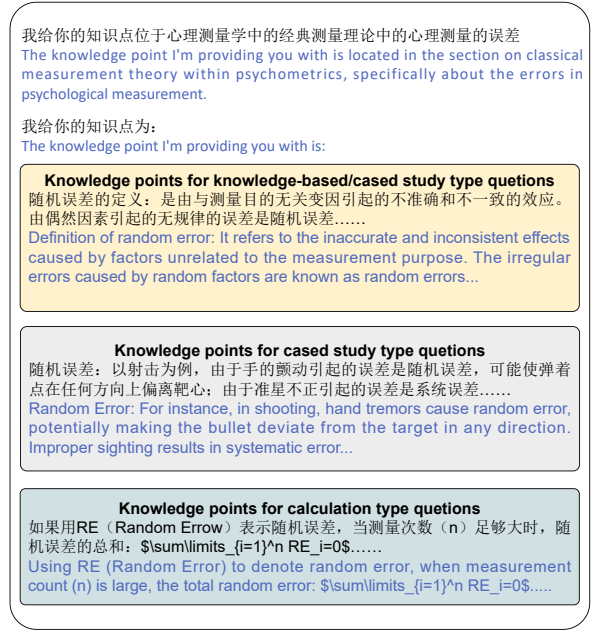 我给你的知识点位于心理测量学中的经典测量理论中的心理测量的误差
The knowledge point I'm providing you with is located in the section on classical
measurement theory within psychometrics, specifically about the errors in
psychological measurement.
我给你的知识点为：
The knowledge point I'm providing you with is:
Knowledge points for knowledge-based/cased study type quetions
随机误差的定义：是由与测量目的无关变因引起的不准确和不一致的效应。
由偶然因素引起的无规律的误差是随机误差……
Definition of random error: It refers to the inaccurate and inconsistent effects
caused by factors unrelated to the measurement purpose. The irregular
errors caused by random factors are known as random errors...
Knowledge points for cased study type quetions
随机误差：以射击为例，由于手的颤动引起的误差是随机误差，可能使弹着
点在任何方向上偏离靶心；由于准星不正引起的误差是系统误差……
Random Error: For instance, in shooting, hand tremors cause random error,
potentially making the bullet deviate from the target in any direction.
Improper sighting results in systematic error...
Knowledge points for calculation type quetions
如果用RE（Random Errow）表示随机误差，当测量次数（n）足够大时，随
机误差的总和：$\sum\limits_{i=1}^n RE_i=0$……
Using RE (Random Error) to denote random error, when measurement
count (n) is large, the total random error: $\sum\limits_{i=1}^n RE_i=0$.....